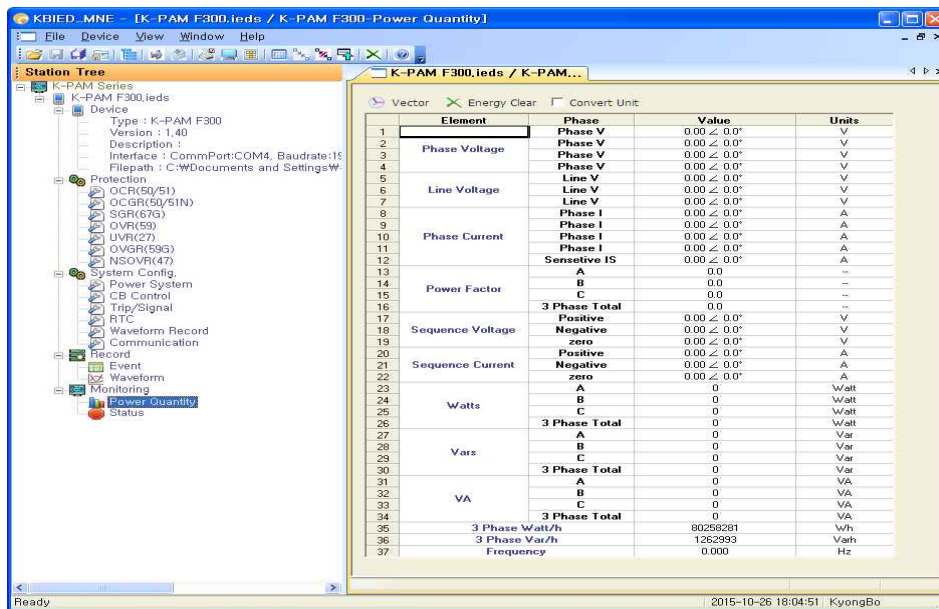 KBIED_MNE - [K-PAM F300.ieds / K-PAM F300-Power Quantity]
File Device View Window Help
Station Tree
K-PAM Series
K-PAM F300.ieds
Device
Type : K-PAM F300
Version : 1.40
Description :
Interface : CommPort:COM4, Baudrate:19
Filepath : C:₩Documents and Settings₩
Protection
OCR(50/51)
OCGR(50/51N)
SGR(67G)
OVR(59)
UVR(27)
OVGR(59G)
NSOVR(47)
System Config.
Power System
CB Control
Trip/Signal
RTC
Waveform Record
Communication
Record
Event
Waveform
Monitoring
Power Quantity
Status
K-PAM F300.ieds / K-PAM...
Vector Energy Clear Convert Unit
Element Phase Value Units
1 Phase V 0.00 ∠ 0.0° V
2 Phase Voltage Phase V 0.00 ∠ 0.0° V
3 Phase V 0.00 ∠ 0.0° V
4 Phase V 0.00 ∠ 0.0° V
5 Line V 0.00 ∠ 0.0° V
6 Line Voltage Line V 0.00 ∠ 0.0° V
7 Line V 0.00 ∠ 0.0° V
8 Phase I 0.00 ∠ 0.0° A
9 Phase I 0.00 ∠ 0.0° A
10 Phase Current Phase I 0.00 ∠ 0.0° A
11 Phase I 0.00 ∠ 0.0° A
12 Sensetive IS 0.00 ∠ 0.0° A
13 A 0.0 --
14 Power Factor B 0.0 --
15 C 0.0 --
16 3 Phase Total 0.0 --
17 Positive 0.00 ∠ 0.0° V
18 Sequence Voltage Negative 0.00 ∠ 0.0° V
19 zero 0.00 ∠ 0.0° V
20 Positive 0.00 ∠ 0.0° A
21 Sequence Current Negative 0.00 ∠ 0.0° A
22 zero 0.00 ∠ 0.0° A
23 A 0 Watt
24 Watts B 0 Watt
25 C 0 Watt
26 3 Phase Total 0 Watt
27 A 0 Var
28 Vars B 0 Var
29 C 0 Var
30 3 Phase Total 0 Var
31 A 0 VA
32 VA B 0 VA
33 C 0 VA
34 3 Phase Total 0 VA
35 3 Phase Watt/h 80258281 Wh
36 3 Phase Var/h 1262993 Varh
37 Frequency 0.000 Hz
Ready 2015-10-26 18:04:51 KyongBo